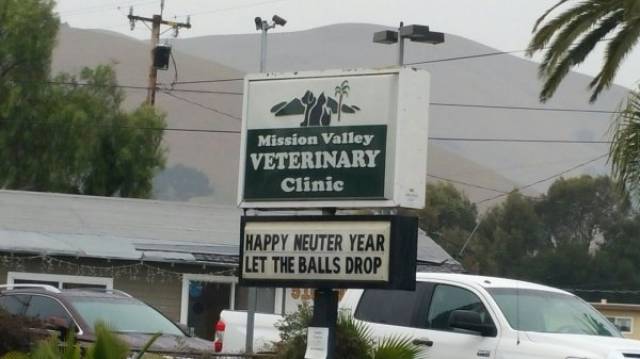 Mission Valley
VETERINARY
Clinic
HAPPY NEUTER YEAR
LET THE BALLS DROP